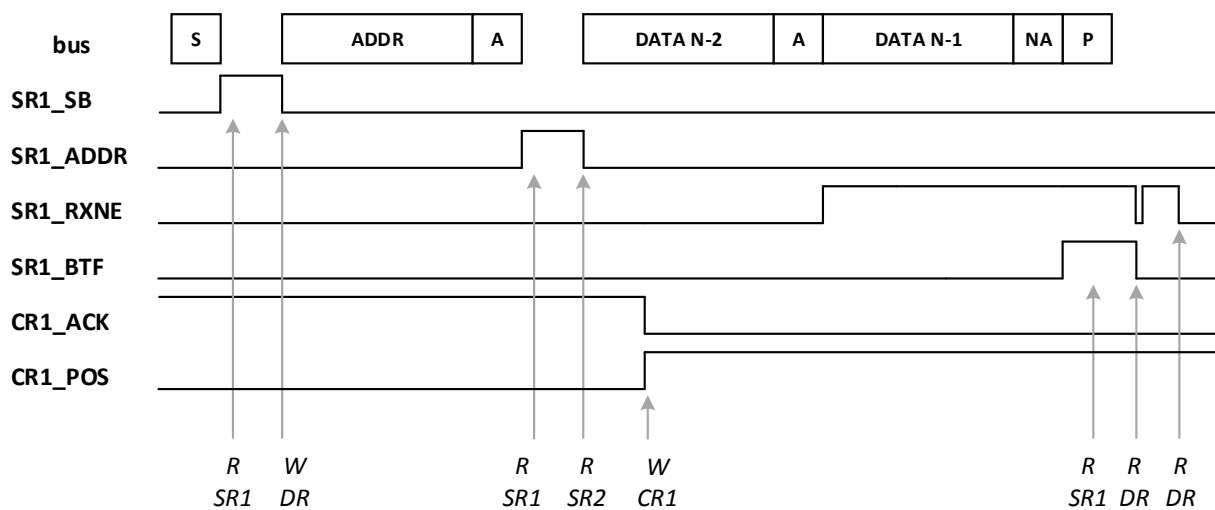 bus S ADDR A DATA N-2 A DATA N-1 NA P
SR1_SB
SR1_ADDR
SR1_RXNE
SR1_BTF
CR1_ACK
CR1_POS
R W R R W R R R
SR1 DR SR1 SR2 CR1 SR1 DR DR